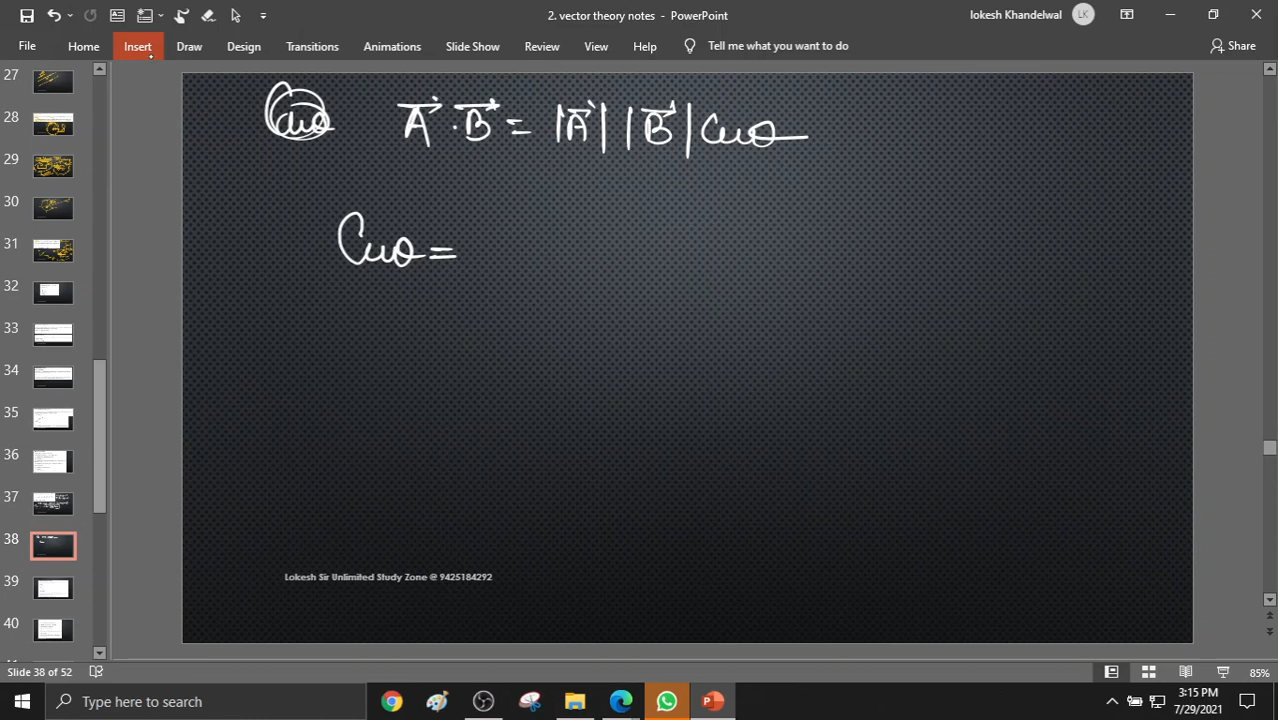 2. vector theory notes - PowerPoint
lokesh Khandelwal LK
File Home Insert Draw Design Transitions Animations Slide Show Review View Help Tell me what you want to do Share
27
28
29
30
31
32
33
34
35
36
37
38
39
40
Cosθ A⃗ · B⃗ = |A⃗| |B⃗| Cosθ
Cosθ =
Lokesh Sir Unlimited Study Zone @ 9425184292
Slide 38 of 52 85%
Type here to search
3:15 PM
7/29/2021